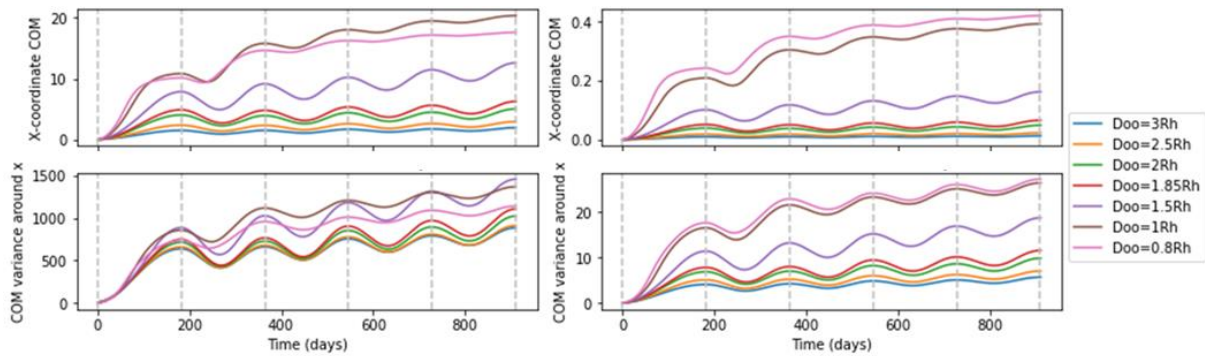 X-coordinate COM
20
10
0
X-coordinate COM
0.4
0.2
0.0
COM variance around x
1500
1000
500
0
0 200 400 600 800
Time (days)
COM variance around x
20
10
0
0 200 400 600 800
Time (days)
Doo=3Rh
Doo=2.5Rh
Doo=2Rh
Doo=1.85Rh
Doo=1.5Rh
Doo=1Rh
Doo=0.8Rh